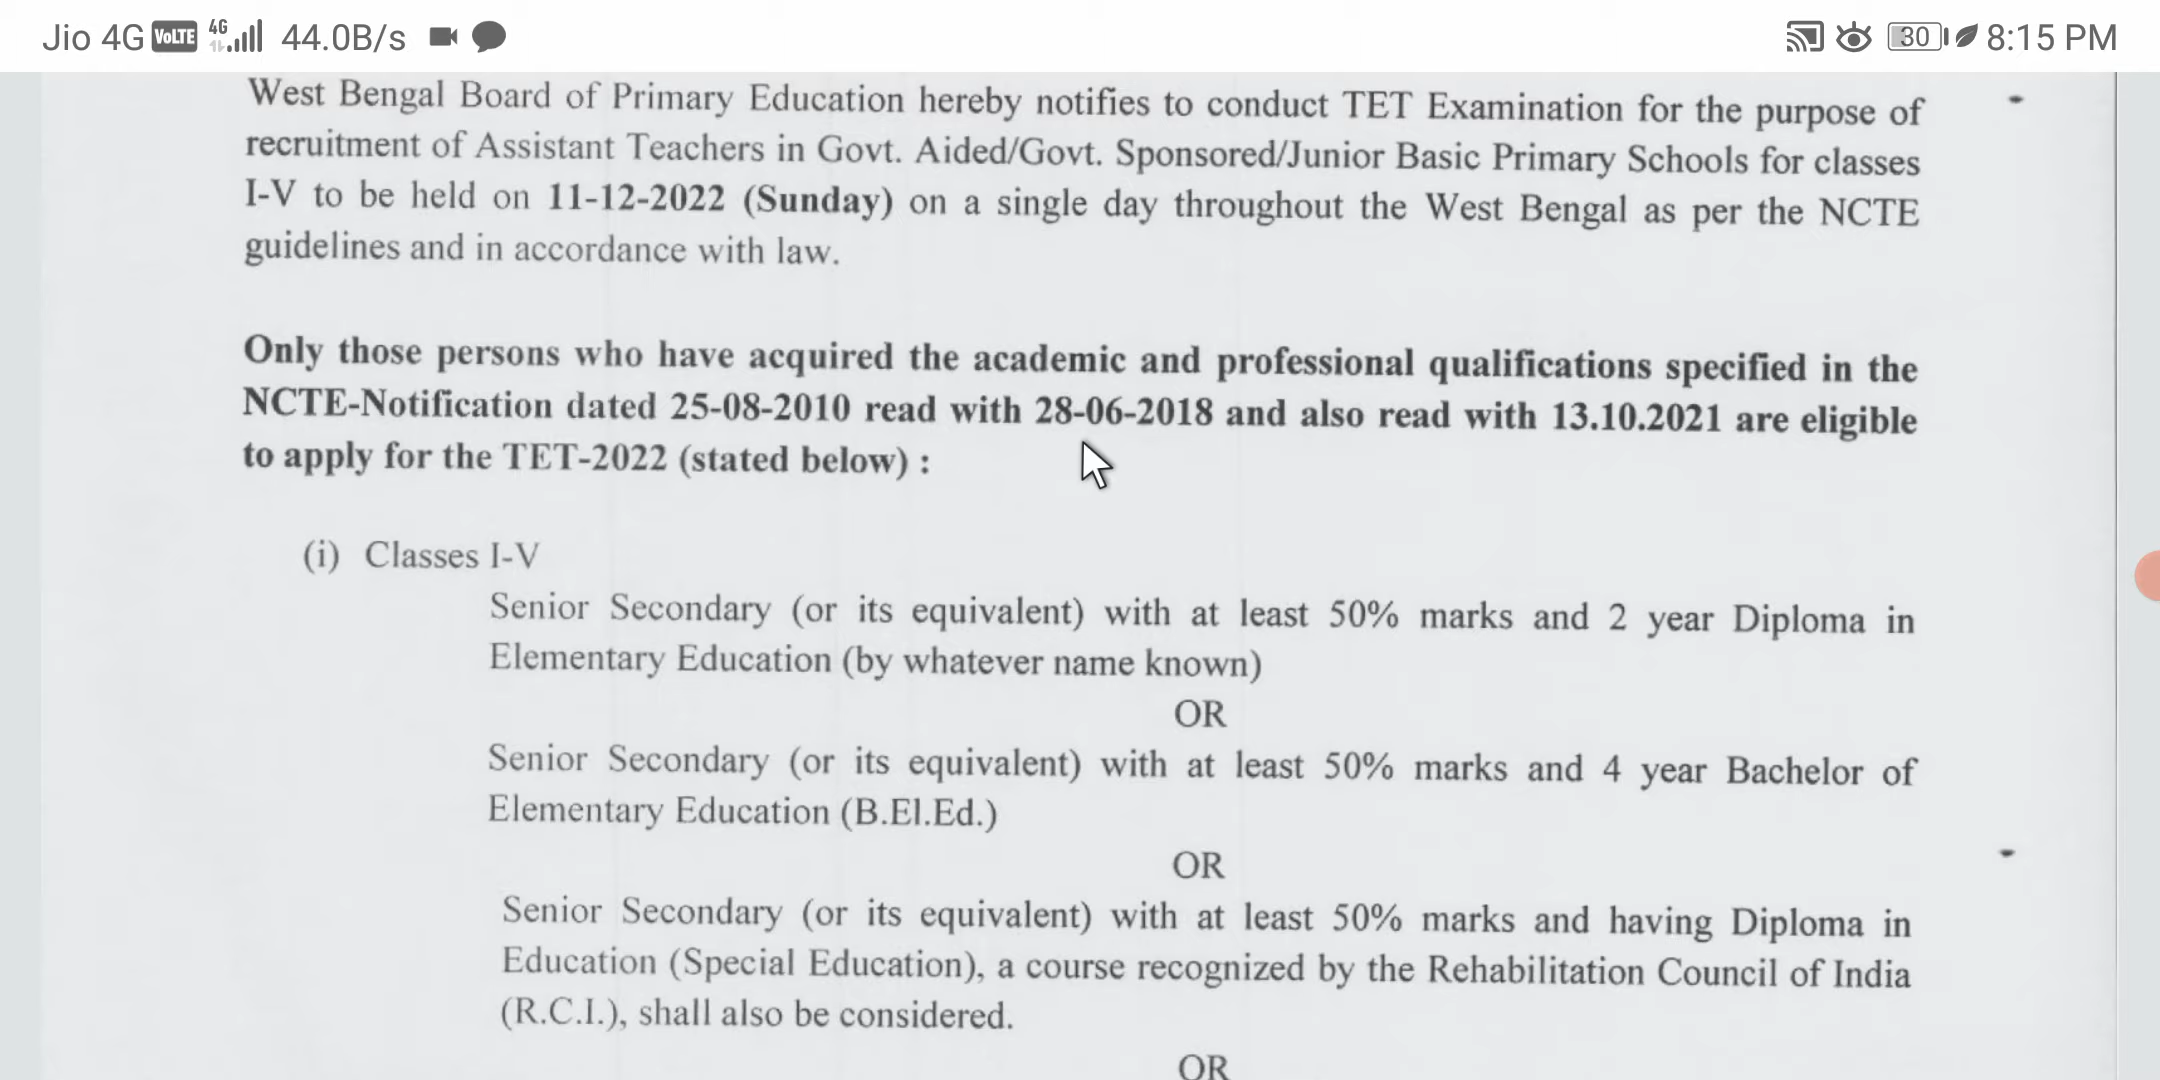 Jio 4G VoLTE 4G 44.0B/s 30 8:15 PM
West Bengal Board of Primary Education hereby notifies to conduct TET Examination for the purpose of
recruitment of Assistant Teachers in Govt. Aided/Govt. Sponsored/Junior Basic Primary Schools for classes
I-V to be held on 11-12-2022 (Sunday) on a single day throughout the West Bengal as per the NCTE
guidelines and in accordance with law.
Only those persons who have acquired the academic and professional qualifications specified in the
NCTE-Notification dated 25-08-2010 read with 28-06-2018 and also read with 13.10.2021 are eligible
to apply for the TET-2022 (stated below) :
(i) Classes I-V
Senior Secondary (or its equivalent) with at least 50% marks and 2 year Diploma in
Elementary Education (by whatever name known)
OR
Senior Secondary (or its equivalent) with at least 50% marks and 4 year Bachelor of
Elementary Education (B.El.Ed.)
OR
Senior Secondary (or its equivalent) with at least 50% marks and having Diploma in
Education (Special Education), a course recognized by the Rehabilitation Council of India
(R.C.I.), shall also be considered.
OR